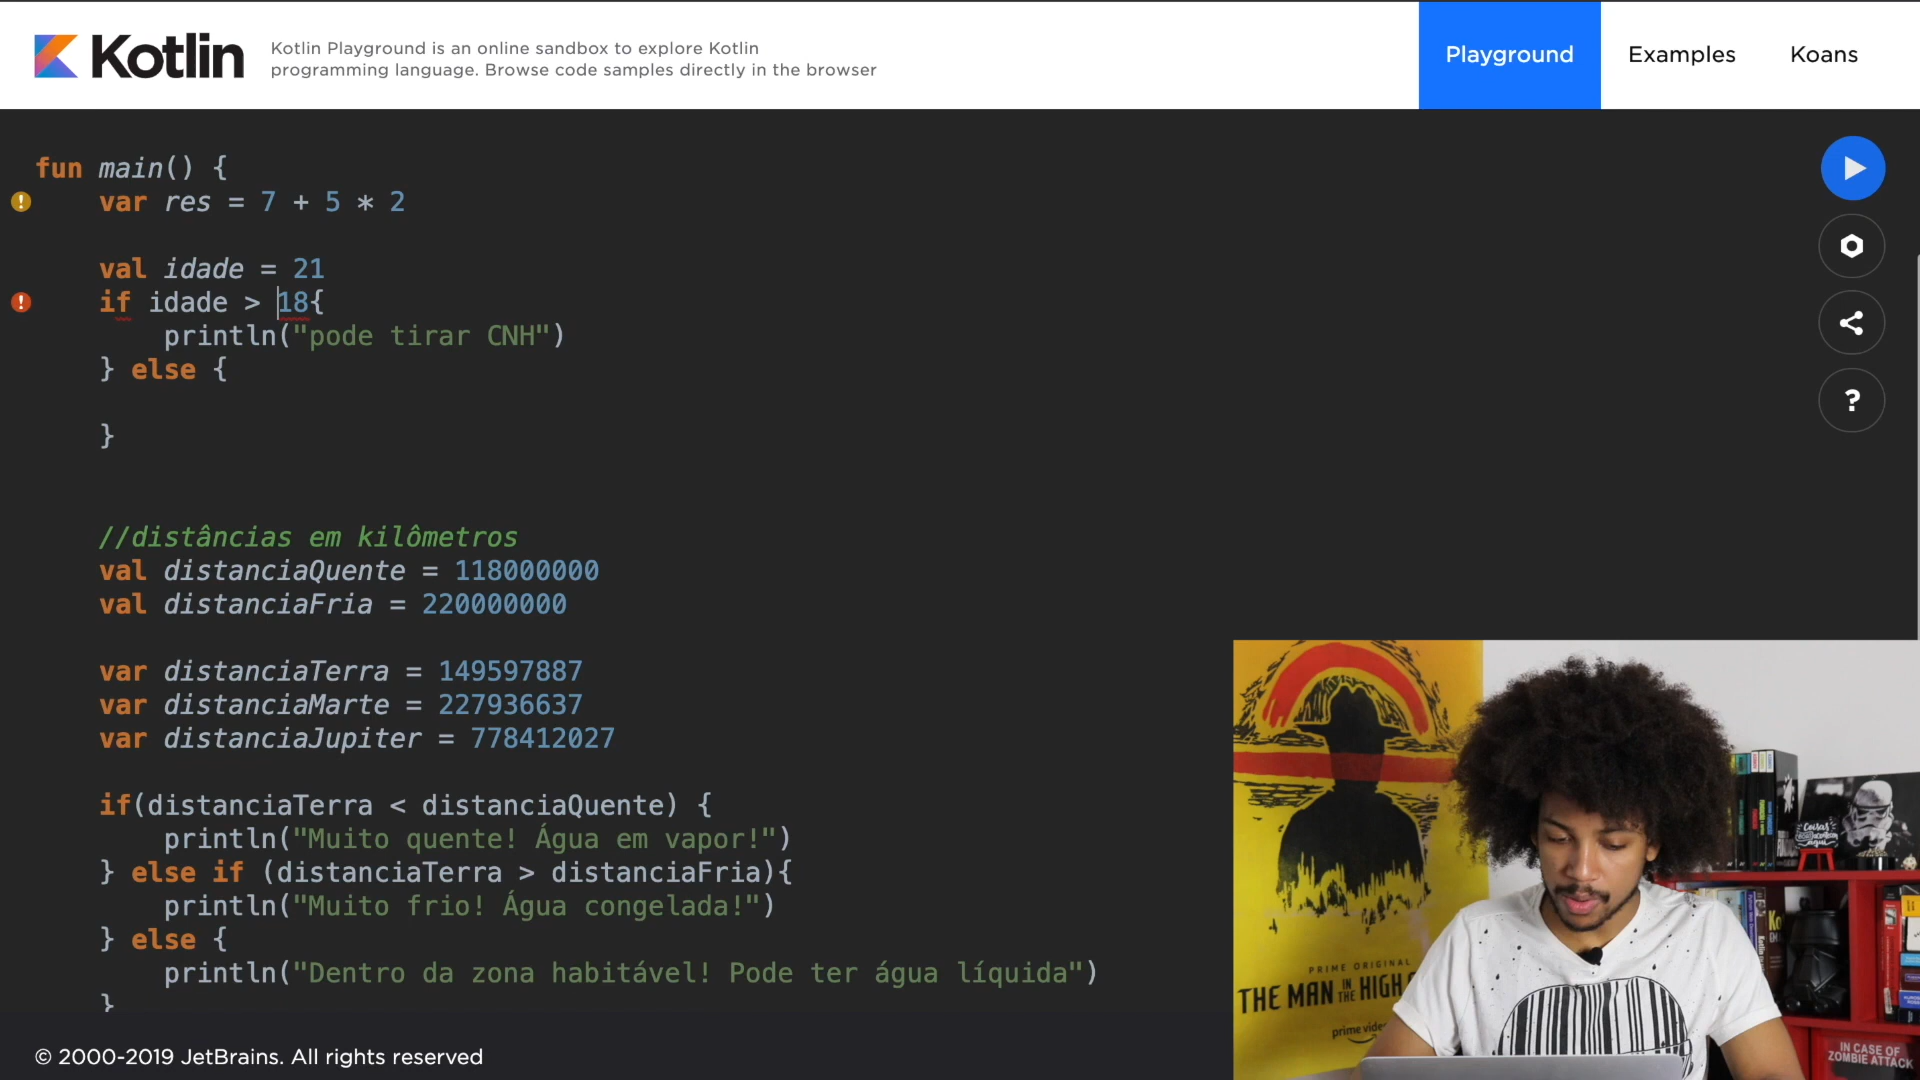 Kotlin
Kotlin Playground is an online sandbox to explore Kotlin
programming language. Browse code samples directly in the browser
Playground
Examples
Koans
fun main() {
var res = 7 + 5 * 2
val idade = 21
if idade > 18{
println("pode tirar CNH")
} else {
}
//distâncias em kilômetros
val distanciaQuente = 118000000
val distanciaFria = 220000000
var distanciaTerra = 149597887
var distanciaMarte = 227936637
var distanciaJupiter = 778412027
if(distanciaTerra < distanciaQuente) {
println("Muito quente! Água em vapor!")
} else if (distanciaTerra > distanciaFria){
println("Muito frio! Água congelada!")
} else {
println("Dentro da zona habitável! Pode ter água líquida")
}
© 2000-2019 JetBrains. All rights reserved
PRIME ORIGINAL
THE MAN IN THE HIGH
prime video
Coisas
aqui
IN CASE OF
ZOMBIE ATTACK